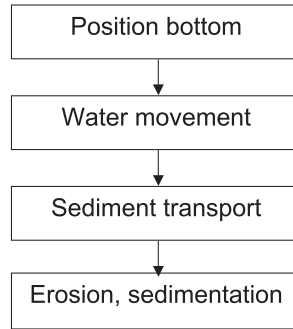 Position bottom
Water movement
Sediment transport
Erosion, sedimentation